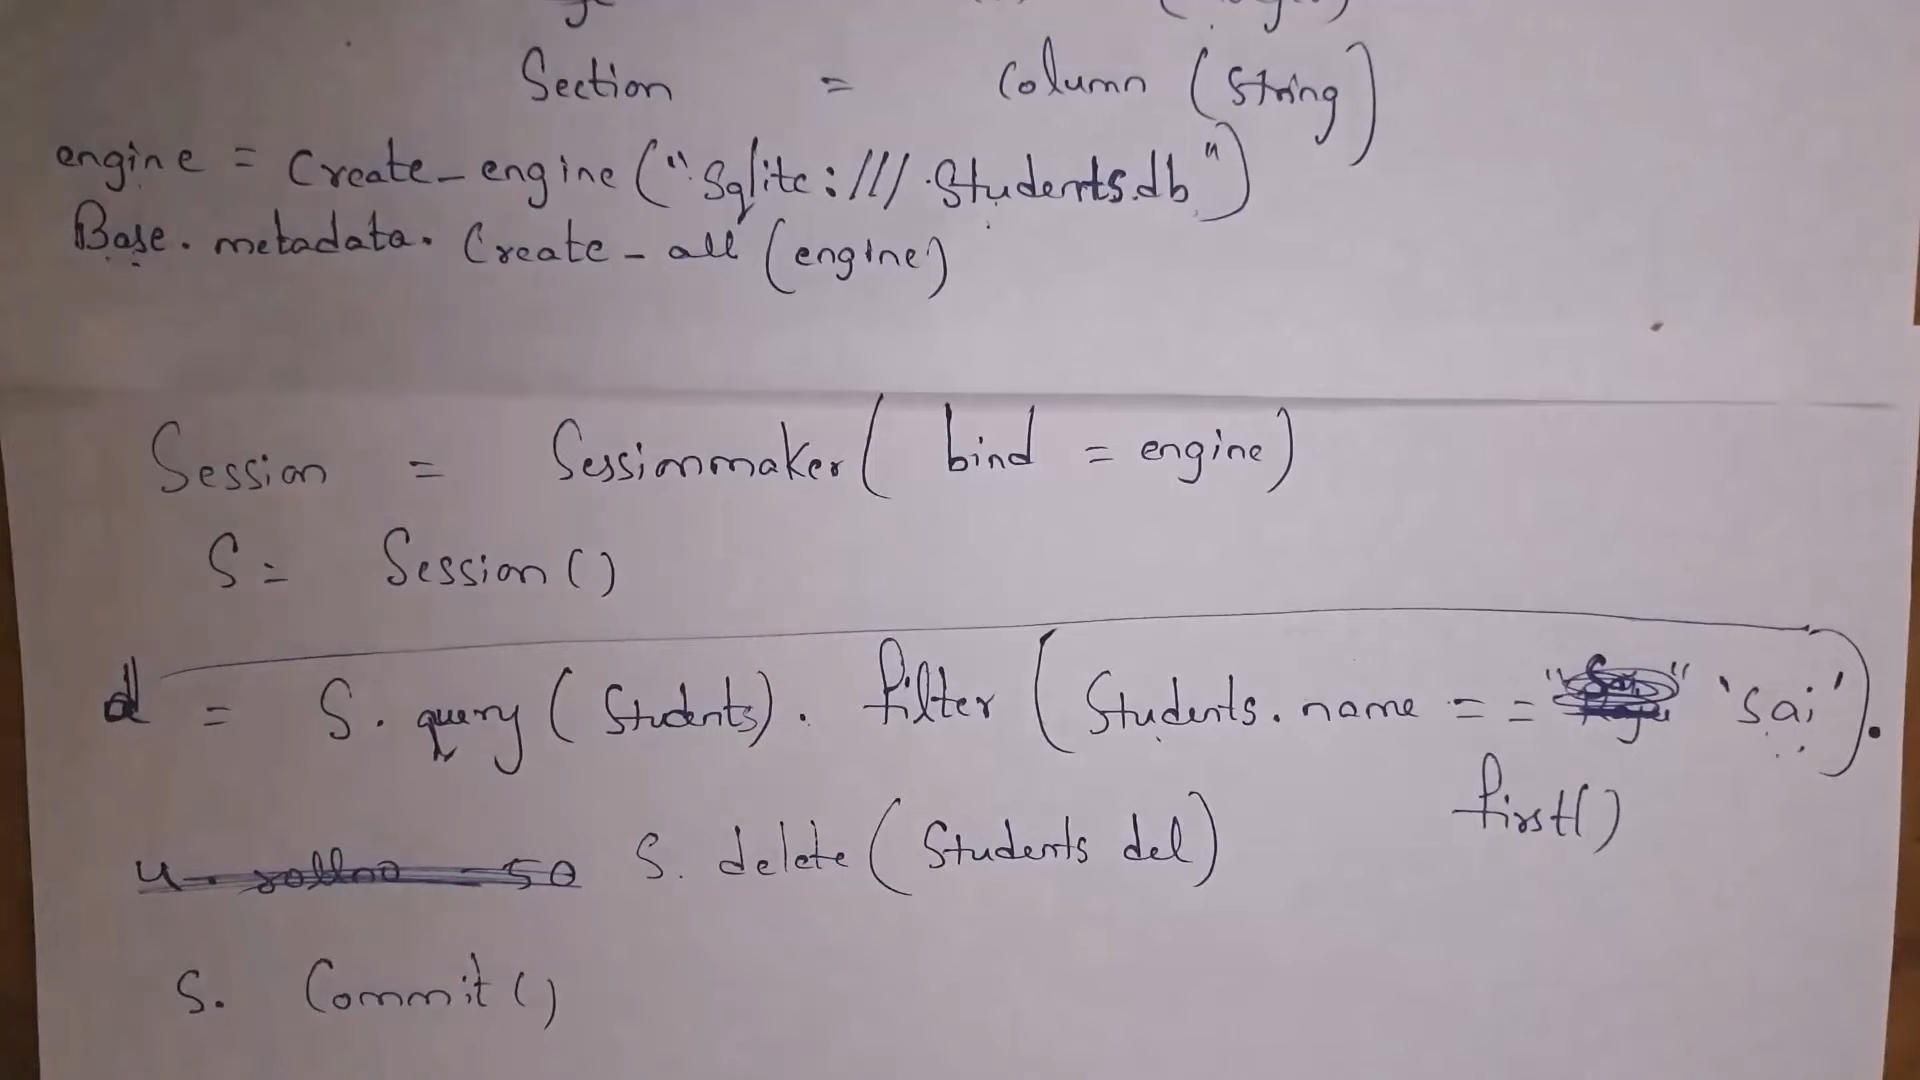 Section = Column (String)
engine = Create_engine ("Sqlite:///Students.db")
Base. metadata. Create_all (engine)
Session = Sessionmaker( bind = engine)
S = Session()
d = S. query (Students). filter (Students. name == 'sai').
first()
S. delete (Students del)
S. Commit()